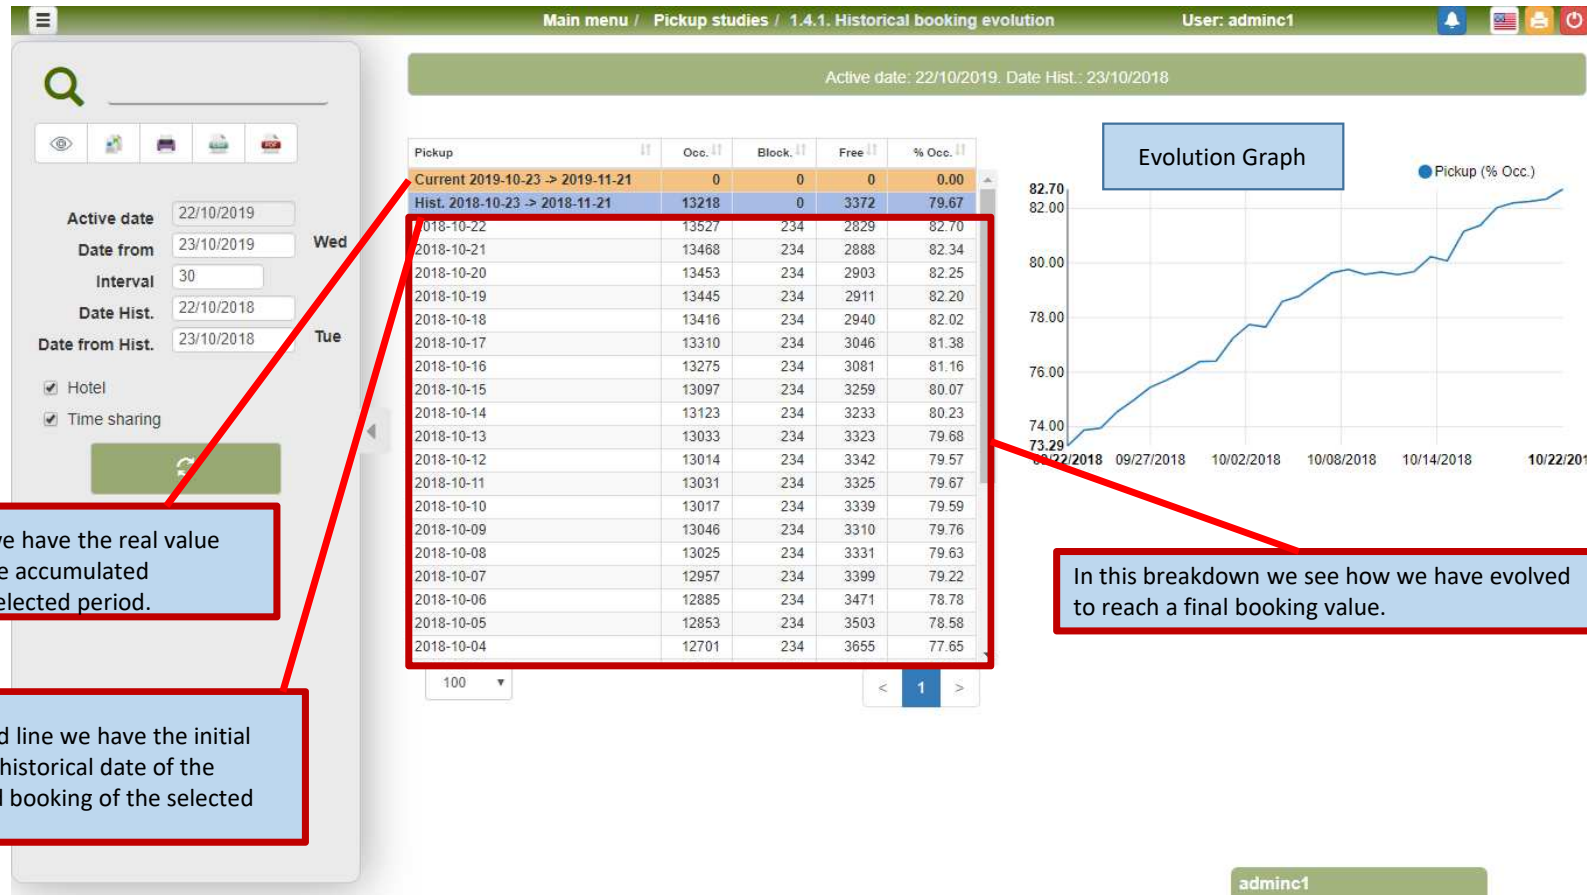 Main menu / Pickup studies / 1.4.1. Historical booking evolution User: adminc1
Active date: 22/10/2019. Date Hist.: 23/10/2018
Active date 22/10/2019
Date from 23/10/2019 Wed
Interval 30
Date Hist. 22/10/2018
Date from Hist. 23/10/2018 Tue
Hotel
Time sharing
Pickup Occ. Block. Free % Occ.
Current 2019-10-23 -> 2019-11-21 0 0 0 0.00
Hist. 2018-10-23 -> 2018-11-21 13218 0 3372 79.67
2018-10-22 13527 234 2829 82.70
2018-10-21 13468 234 2888 82.34
2018-10-20 13453 234 2903 82.25
2018-10-19 13445 234 2911 82.20
2018-10-18 13416 234 2940 82.02
2018-10-17 13310 234 3046 81.38
2018-10-16 13275 234 3081 81.16
2018-10-15 13097 234 3259 80.07
2018-10-14 13123 234 3233 80.23
2018-10-13 13033 234 3323 79.68
2018-10-12 13014 234 3342 79.57
2018-10-11 13031 234 3325 79.67
2018-10-10 13017 234 3339 79.59
2018-10-09 13046 234 3310 79.76
2018-10-08 13025 234 3331 79.63
2018-10-07 12957 234 3399 79.22
2018-10-06 12885 234 3471 78.78
2018-10-05 12853 234 3503 78.58
2018-10-04 12701 234 3655 77.65
100
< 1 >
Evolution Graph
Pickup (% Occ.)
82.70
82.00
80.00
78.00
76.00
74.00
73.29
22/2018 09/27/2018 10/02/2018 10/08/2018 10/14/2018 10/22/201
we have the real value
e accumulated
elected period.
d line we have the initial
historical date of the
l booking of the selected
In this breakdown we see how we have evolved
to reach a final booking value.
adminc1